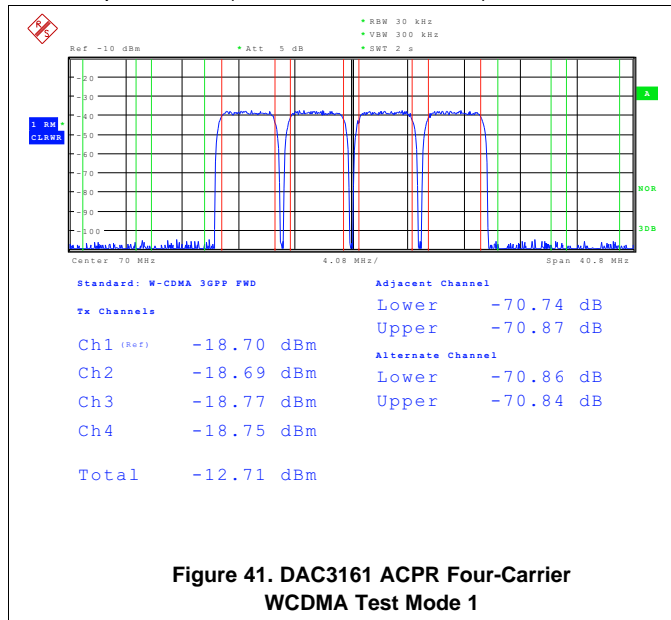 * RBW 30 kHz
* VBW 300 kHz
Ref -10 dBm * Att 5 dB * SWT 2 s
R S
-20
-30
A
-40
1 RM *
CLRWR
-50
-60
-70
-80
NOR
-90
3DB
-100
Center 70 MHz 4.08 MHz/ Span 40.8 MHz
Standard: W-CDMA 3GPP FWD
Tx Channels
Ch1 (Ref) -18.70 dBm
Ch2 -18.69 dBm
Ch3 -18.77 dBm
Ch4 -18.75 dBm
Total -12.71 dBm
Adjacent Channel
Lower -70.74 dB
Upper -70.87 dB
Alternate Channel
Lower -70.86 dB
Upper -70.84 dB
Figure 41. DAC3161 ACPR Four-Carrier
WCDMA Test Mode 1